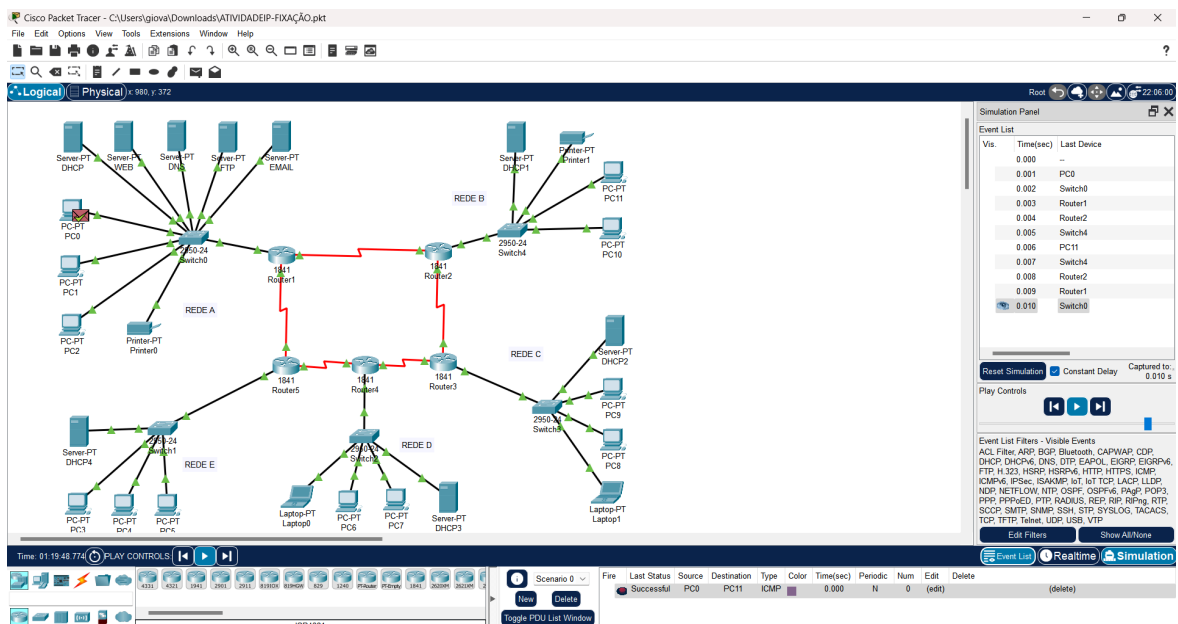 Cisco Packet Tracer - C:\Users\giova\Downloads\ATIVIDADEIP-FIXAÇÃO.pkt
File Edit Options View Tools Extensions Window Help
?
Logical Physical x: 980, y: 372 Root 22:06:00
Server-PT
DHCP
Server-PT
WEB
Server-PT
DNS
Server-PT
FTP
Server-PT
EMAIL
PC-PT
PC0
PC-PT
PC1
PC-PT
PC2
Printer-PT
Printer0
2950-24
Switch0
REDE A
1841
Router1
Server-PT
DHCP1
Printer-PT
Printer1
PC-PT
PC11
PC-PT
PC10
2950-24
Switch4
REDE B
1841
Router2
1841
Router5
1841
Router4
1841
Router3
REDE C
Server-PT
DHCP2
PC-PT
PC9
PC-PT
PC8
Laptop-PT
Laptop1
2950-24
REDE D
Laptop-PT
Laptop0
PC-PT
PC6
PC-PT
PC7
Server-PT
DHCP3
Server-PT
DHCP4
2950-24
Switch1
REDE E
PC-PT
PC3
PC-PT
PC4
PC-PT
PC5
Simulation Panel
Event List
Vis. Time(sec) Last Device
0.000 --
0.001 PC0
0.002 Switch0
0.003 Router1
0.004 Router2
0.005 Switch4
0.006 PC11
0.007 Switch4
0.008 Router2
0.009 Router1
0.010 Switch0
Reset Simulation Constant Delay Captured to:
0.010 s
Play Controls
Event List Filters - Visible Events
ACL Filter, ARP, BGP, Bluetooth, CAPWAP, CDP,
DHCP, DHCPv6, DNS, DTP, EAPOL, EIGRP, EIGRPv6,
FTP, H.323, HSRP, HSRPv6, HTTP, HTTPS, ICMP,
ICMPv6, IPSec, ISAKMP, IoT, IoT TCP, LACP, LLDP,
NDP, NETFLOW, NTP, OSPF, OSPFv6, PAgP, POP3,
PPP, PPPoED, PTP, RADIUS, REP, RIP, RIPng, RTP,
SCCP, SMTP, SNMP, SSH, STP, SYSLOG, TACACS,
TCP, TFTP, Telnet, UDP, USB, VTP
Edit Filters Show All/None
Time: 01:19:48.774 PLAY CONTROLS: Event List Realtime Simulation
4331 4321 1941 2901 2911 819IOX 819HGW 829 1240 PT-Router PT-Empty 1841 2620XM 2621XM
Scenario 0
New Delete
Toggle PDU List Window
Fire Last Status Source Destination Type Color Time(sec) Periodic Num Edit Delete
Successful PC0 PC11 ICMP 0.000 N 0 (edit) (delete)